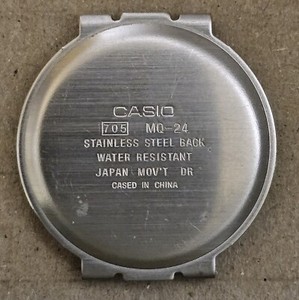 CASIO
705 MQ-24
STAINLESS STEEL BACK
WATER RESISTANT
JAPAN MOV'T DR
CASED IN CHINA